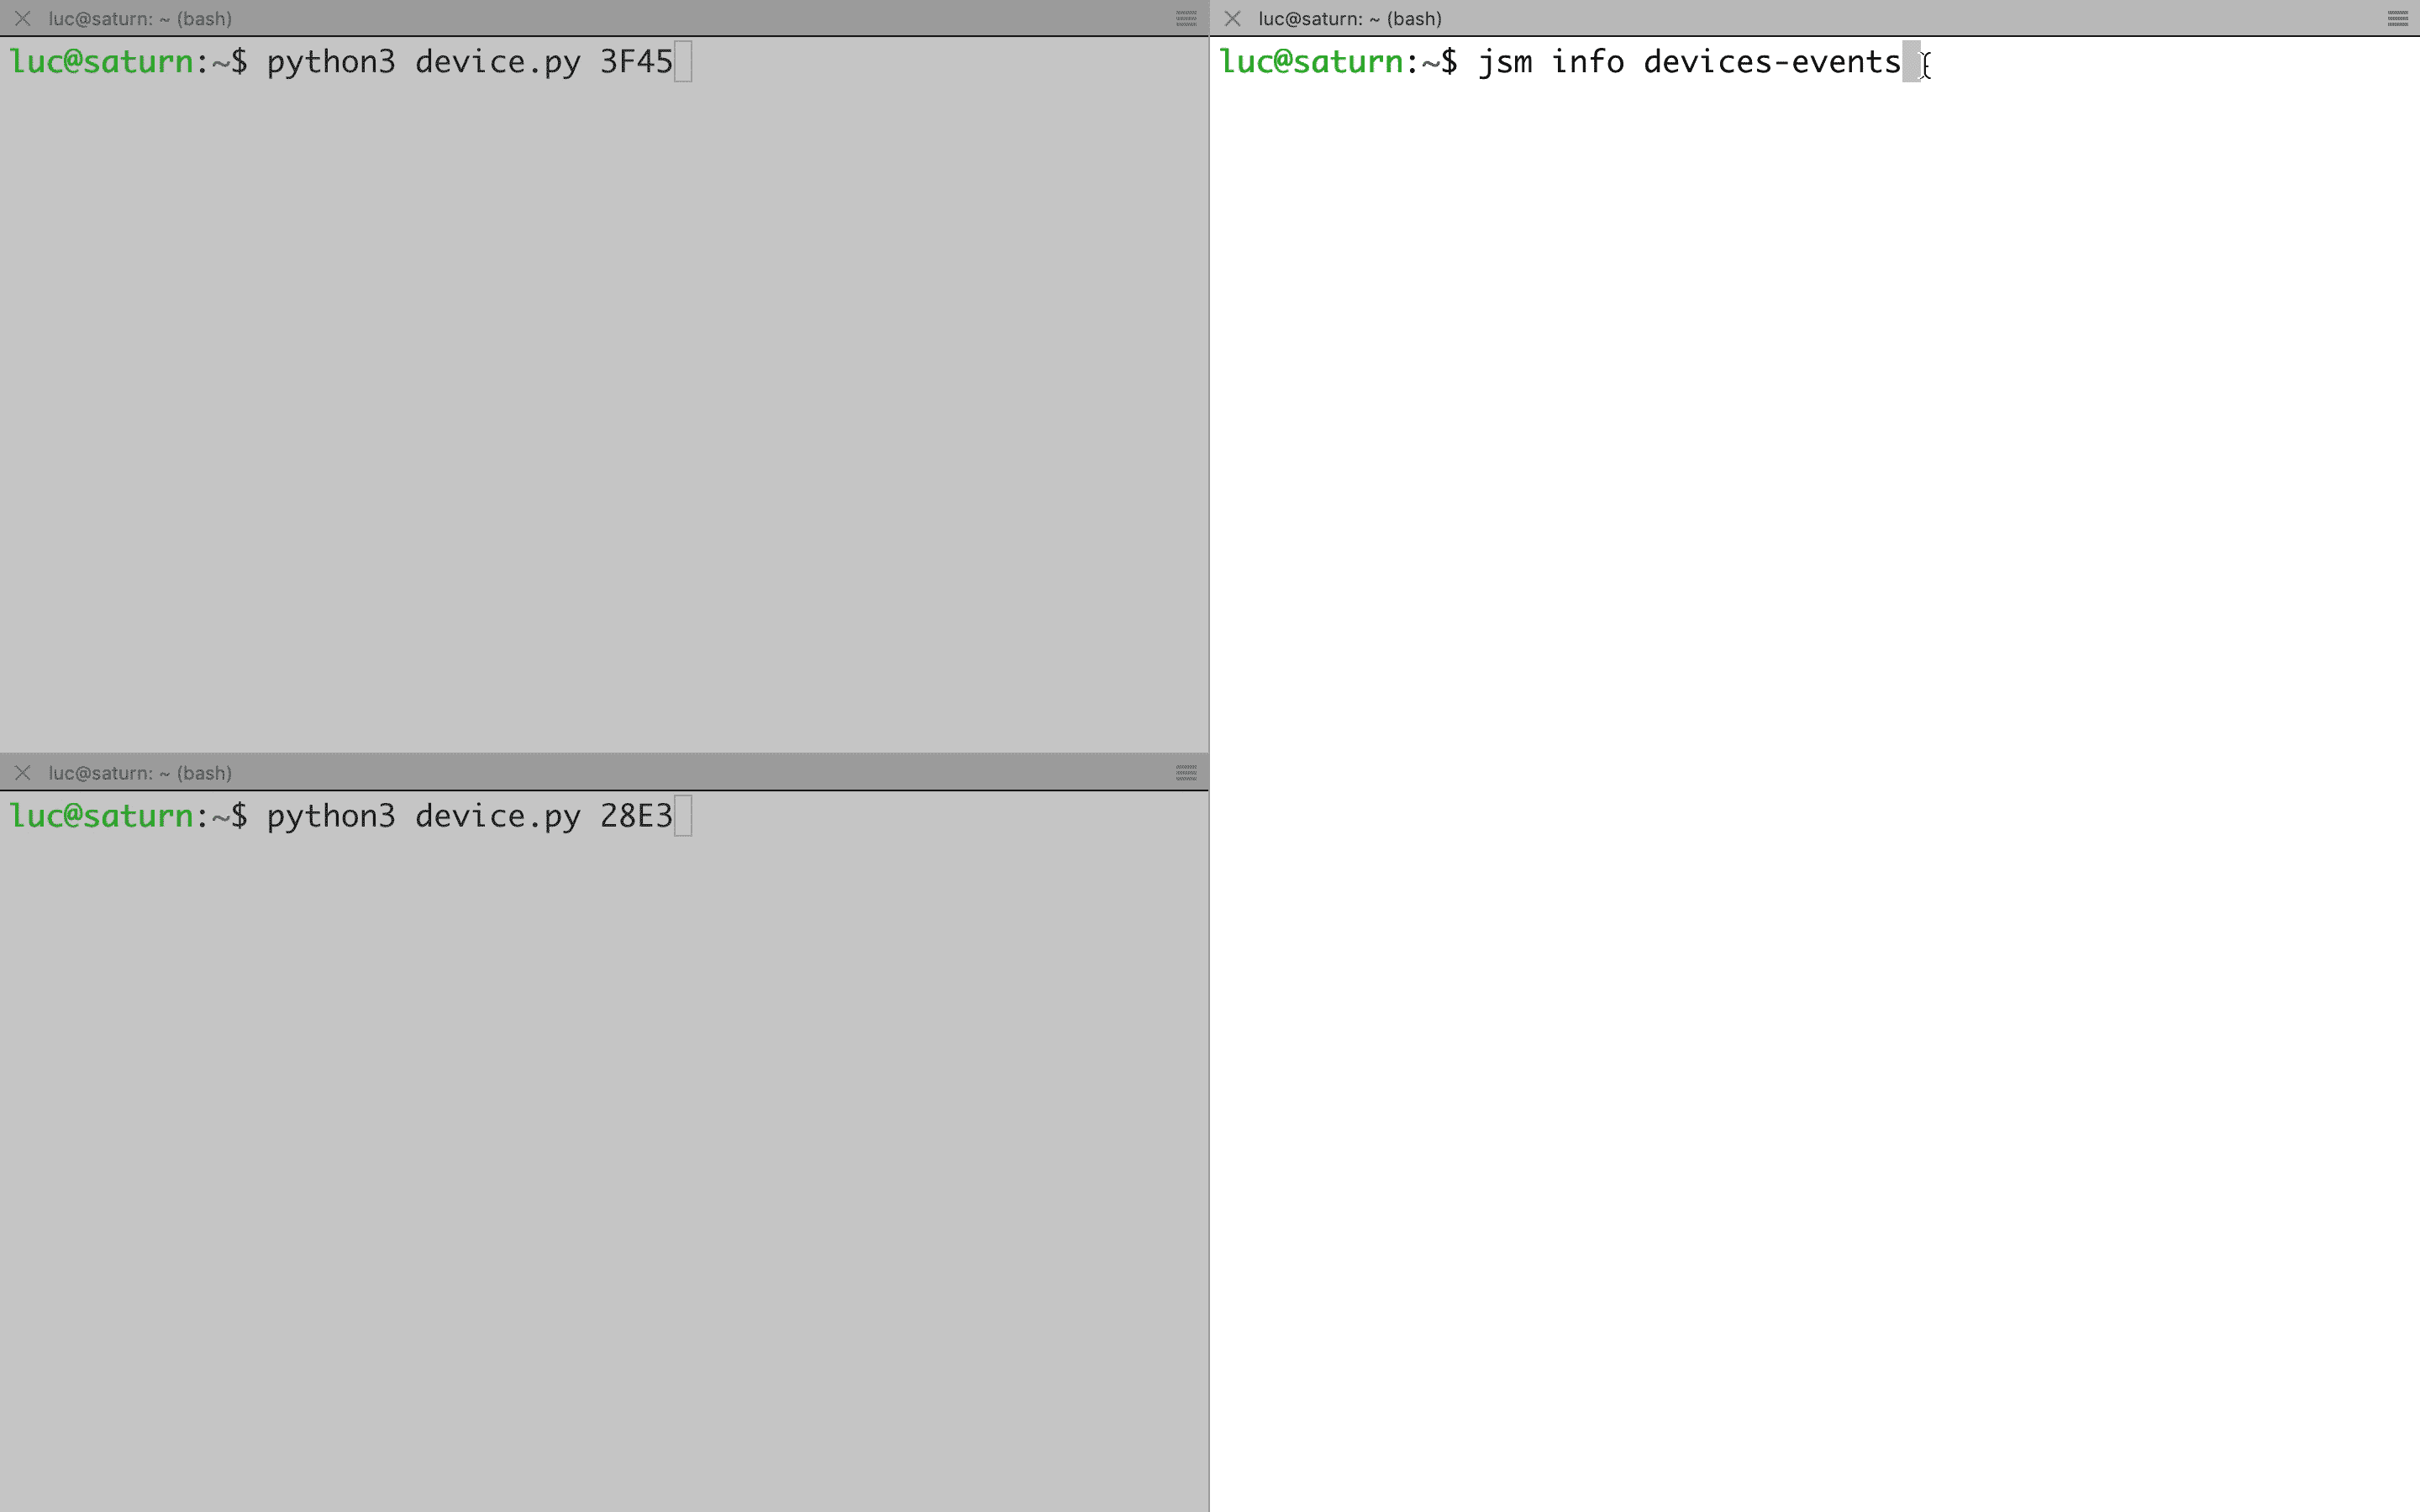 luc@saturn: ~ (bash)
luc@saturn:~$ python3 device.py 3F45
luc@saturn: ~ (bash)
luc@saturn:~$ python3 device.py 28E3
luc@saturn: ~ (bash)
luc@saturn:~$ jsm info devices-events